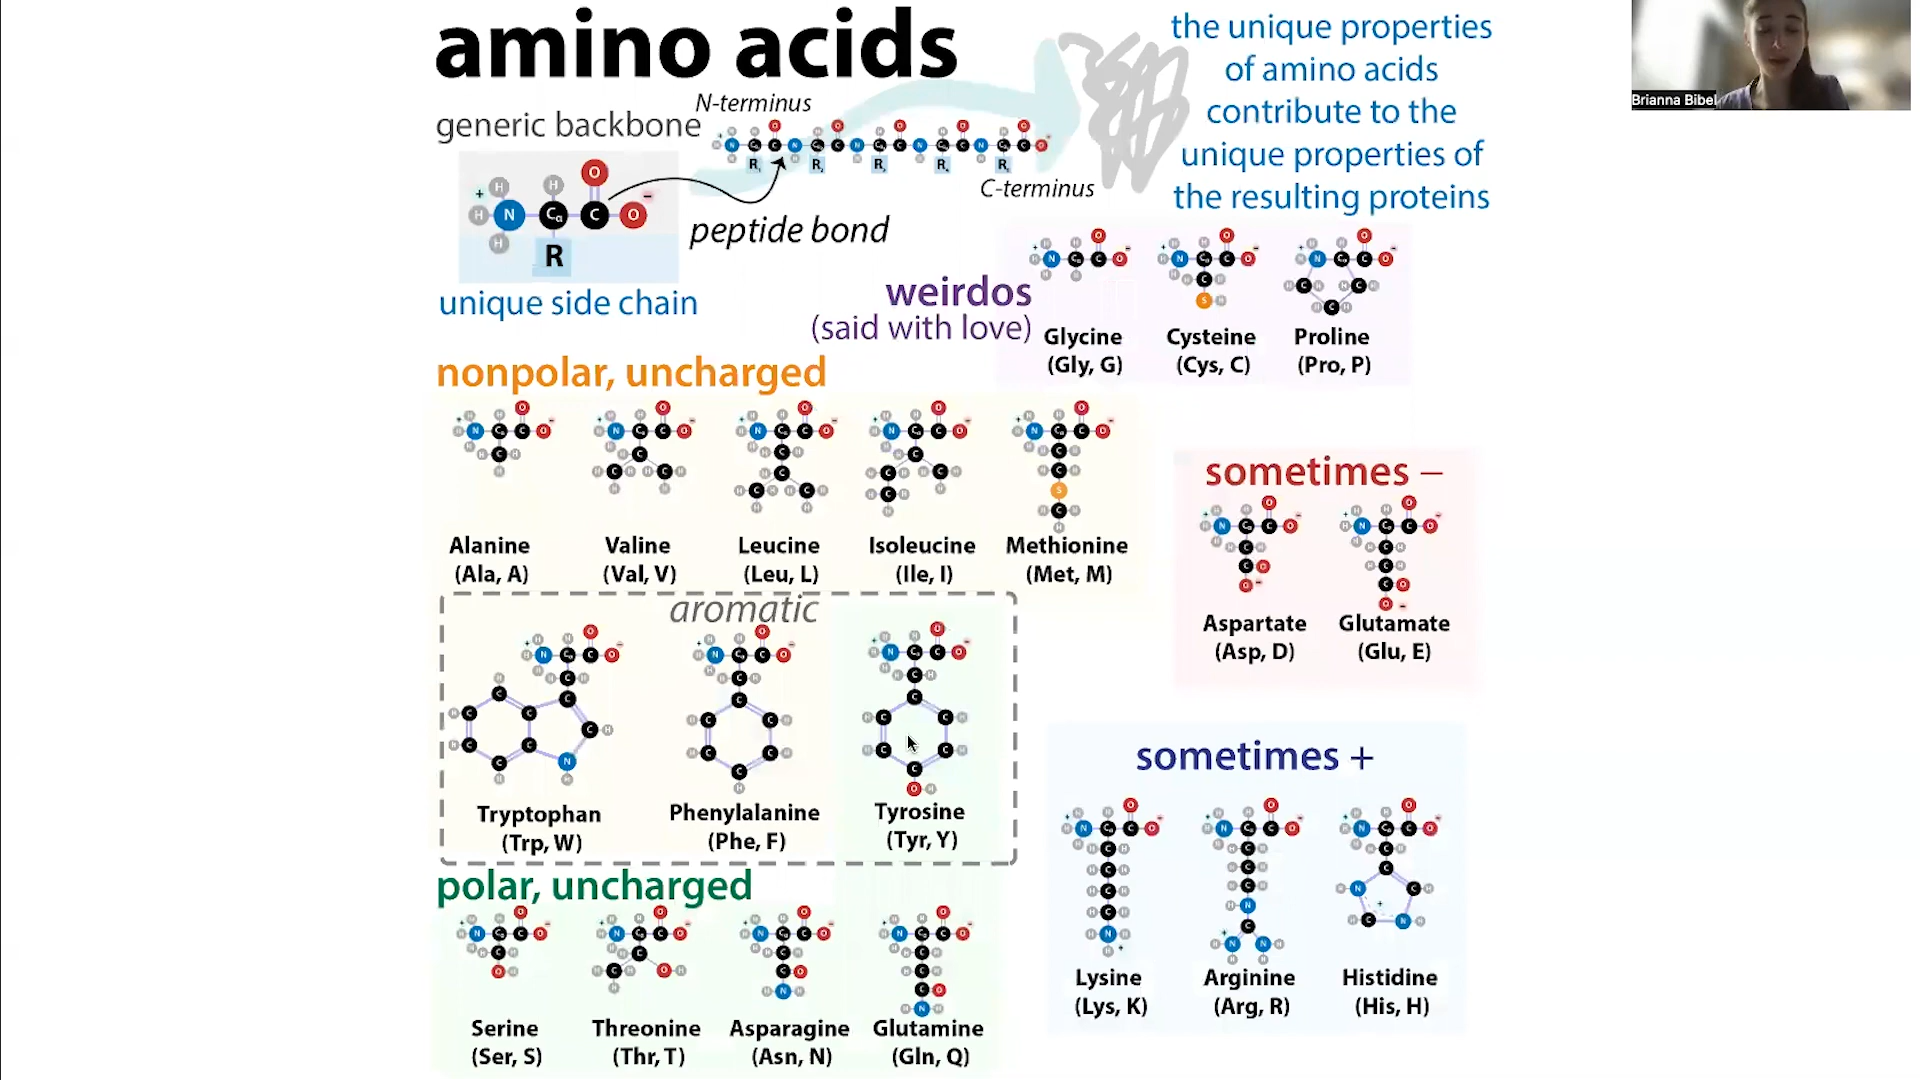 amino acids
the unique properties
of amino acids
contribute to the
unique properties of
the resulting proteins
Brianna Bibel
N-terminus
generic backbone
C-terminus
peptide bond
R
unique side chain
weirdos
(said with love)
Glycine
(Gly, G)
Cysteine
(Cys, C)
Proline
(Pro, P)
nonpolar, uncharged
Alanine
(Ala, A)
Valine
(Val, V)
Leucine
(Leu, L)
Isoleucine
(Ile, I)
Methionine
(Met, M)
sometimes –
Aspartate
(Asp, D)
Glutamate
(Glu, E)
aromatic
Tryptophan
(Trp, W)
Phenylalanine
(Phe, F)
Tyrosine
(Tyr, Y)
sometimes +
Lysine
(Lys, K)
Arginine
(Arg, R)
Histidine
(His, H)
polar, uncharged
Serine
(Ser, S)
Threonine
(Thr, T)
Asparagine
(Asn, N)
Glutamine
(Gln, Q)